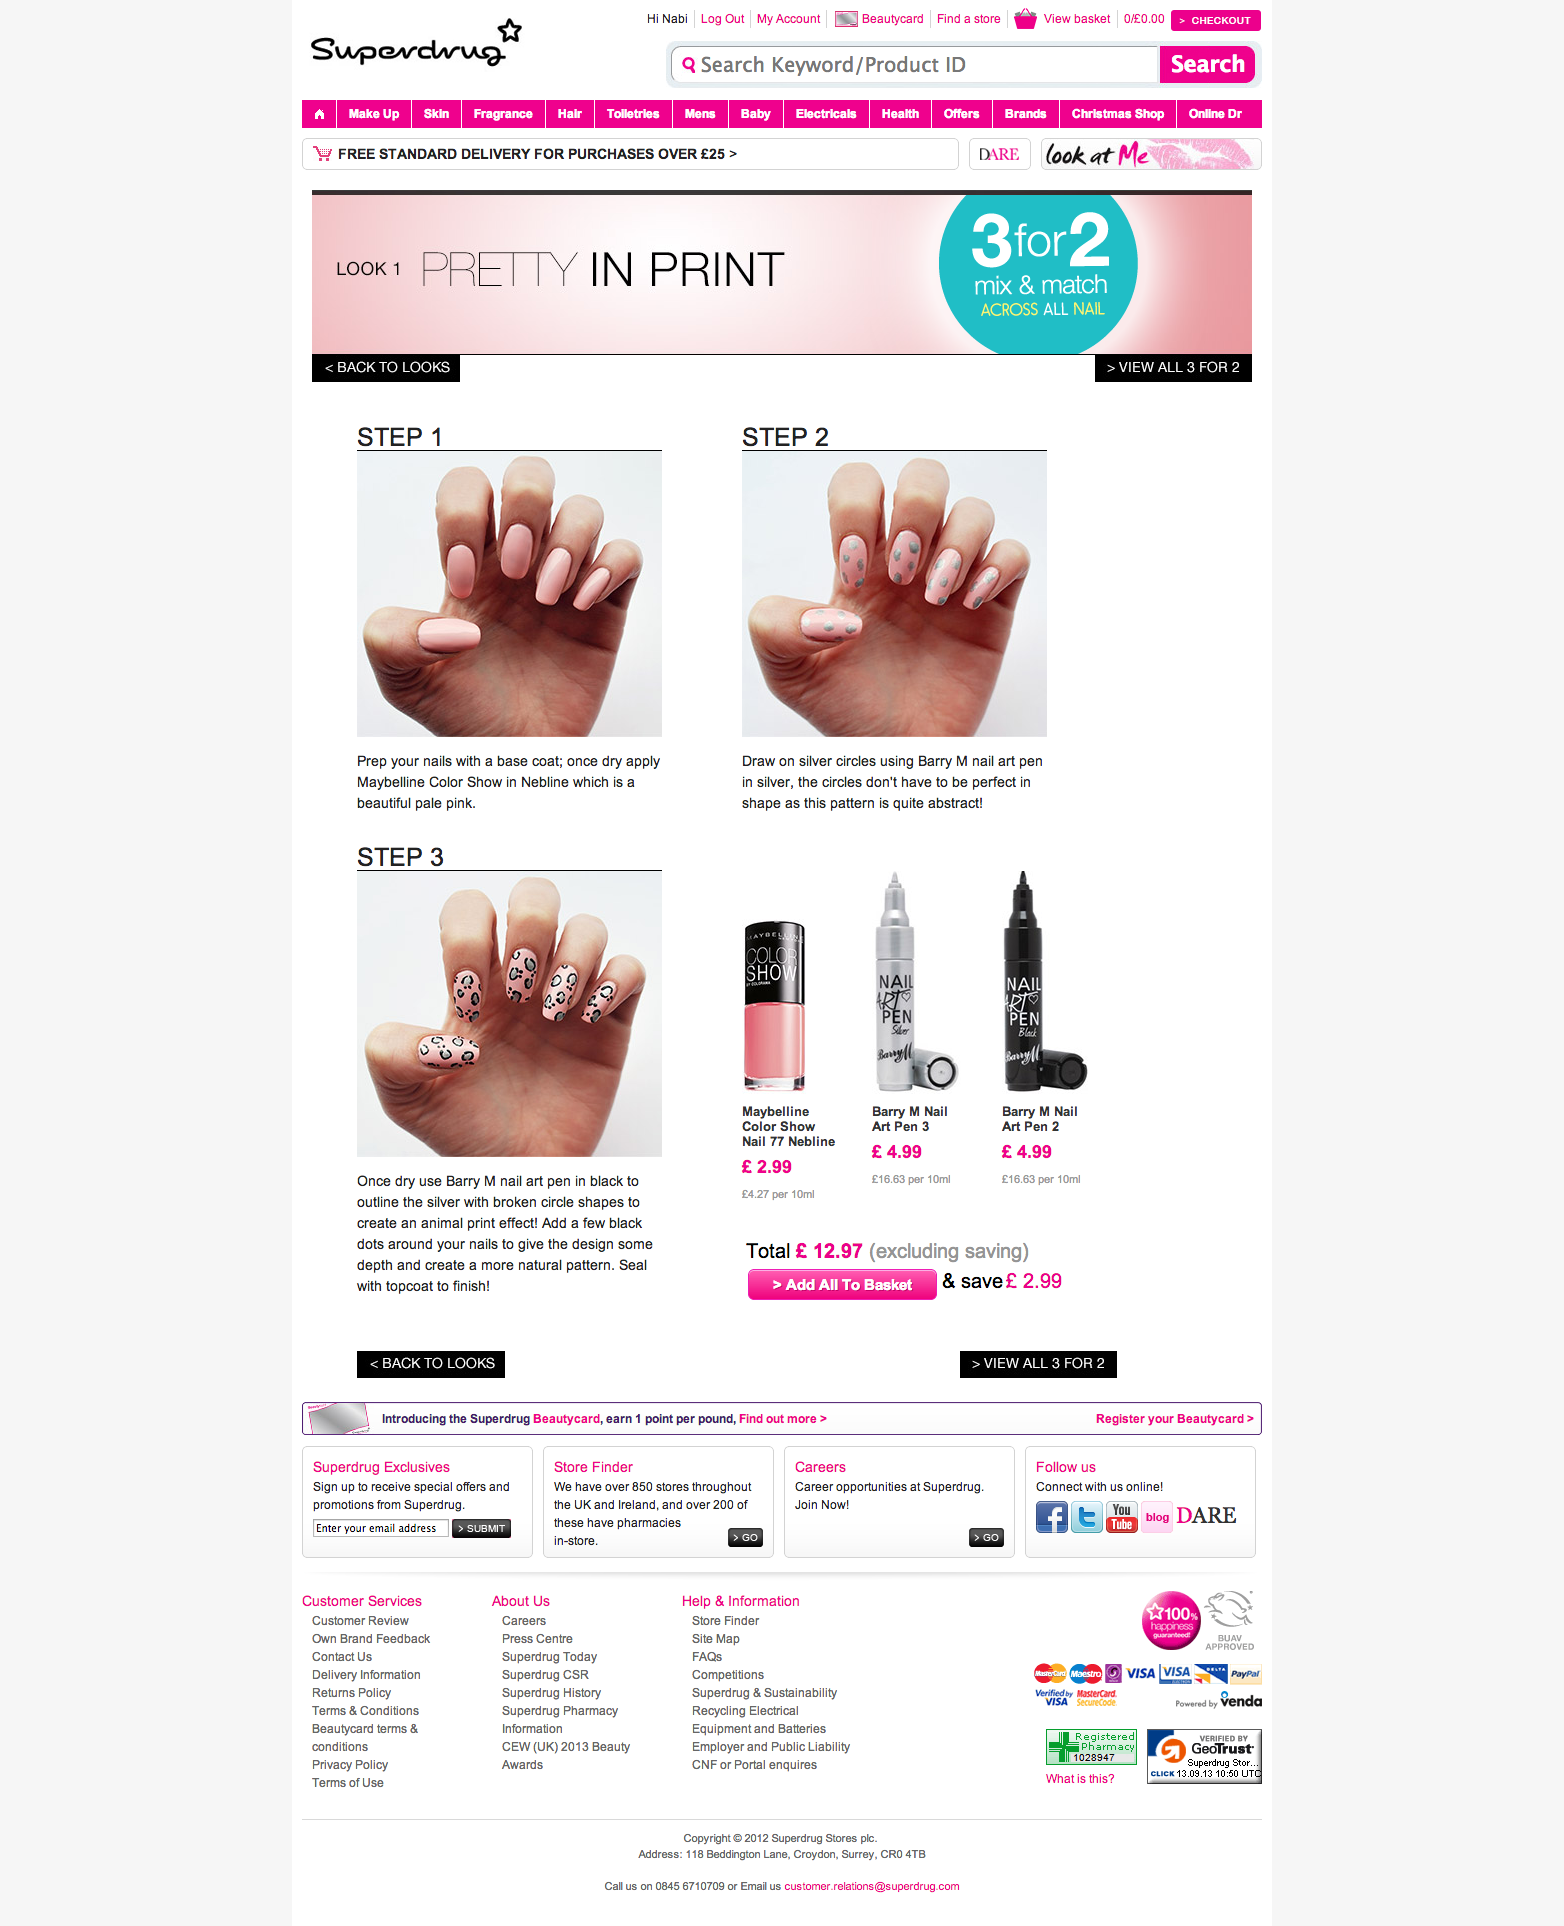 Superdrug
Hi Nabi
Log Out
My Account
Beautycard
Find a store
View basket
0/£0.00
> CHECKOUT
Search Keyword/Product ID
Search
Make Up
Skin
Fragrance
Hair
Toiletries
Mens
Baby
Electricals
Health
Offers
Brands
Christmas Shop
Online Dr
FREE STANDARD DELIVERY FOR PURCHASES OVER £25 >
DARE
look at Me
LOOK 1 PRETTY IN PRINT
3 for 2
mix & match
ACROSS ALL NAIL
< BACK TO LOOKS
> VIEW ALL 3 FOR 2
STEP 1
Prep your nails with a base coat; once dry apply
Maybelline Color Show in Nebline which is a
beautiful pale pink.
STEP 2
Draw on silver circles using Barry M nail art pen
in silver, the circles don't have to be perfect in
shape as this pattern is quite abstract!
STEP 3
Once dry use Barry M nail art pen in black to
outline the silver with broken circle shapes to
create an animal print effect! Add a few black
dots around your nails to give the design some
depth and create a more natural pattern. Seal
with topcoat to finish!
MAYBELLINE
COLOR
SHOW
NAIL
ART
PEN
Silver
Barry M
NAIL
ART
PEN
Black
Barry M
Maybelline
Color Show
Nail 77 Nebline
£ 2.99
£4.27 per 10ml
Barry M Nail
Art Pen 3
£ 4.99
£16.63 per 10ml
Barry M Nail
Art Pen 2
£ 4.99
£16.63 per 10ml
Total £ 12.97 (excluding saving)
> Add All To Basket & save £ 2.99
< BACK TO LOOKS
> VIEW ALL 3 FOR 2
Introducing the Superdrug Beautycard, earn 1 point per pound, Find out more >
Register your Beautycard >
Superdrug Exclusives
Sign up to receive special offers and
promotions from Superdrug.
Enter your email address
> SUBMIT
Store Finder
We have over 850 stores throughout
the UK and Ireland, and over 200 of
these have pharmacies
in-store.
> GO
Careers
Career opportunities at Superdrug.
Join Now!
> GO
Follow us
Connect with us online!
f
t
You
Tube
blog
DARE
Customer Services
Customer Review
Own Brand Feedback
Contact Us
Delivery Information
Returns Policy
Terms & Conditions
Beautycard terms &
conditions
Privacy Policy
Terms of Use
About Us
Careers
Press Centre
Superdrug Today
Superdrug CSR
Superdrug History
Superdrug Pharmacy
Information
CEW (UK) 2013 Beauty
Awards
Help & Information
Store Finder
Site Map
FAQs
Competitions
Superdrug & Sustainability
Recycling Electrical
Equipment and Batteries
Employer and Public Liability
CNF or Portal enquires
100%
happiness
guaranteed!
BUAV
APPROVED
MasterCard
Maestro
VISA
VISA
DELTA
PayPal
Verified by
VISA
MasterCard.
SecureCode.
Powered by venda
Registered
Pharmacy
1028947
What is this?
VERIFIED BY
GeoTrust
Superdrug Stor...
CLICK 13.09.13 10:50 UTC
Copyright © 2012 Superdrug Stores plc.
Address: 118 Beddington Lane, Croydon, Surrey, CR0 4TB
Call us on 0845 6710709 or Email us customer.relations@superdrug.com